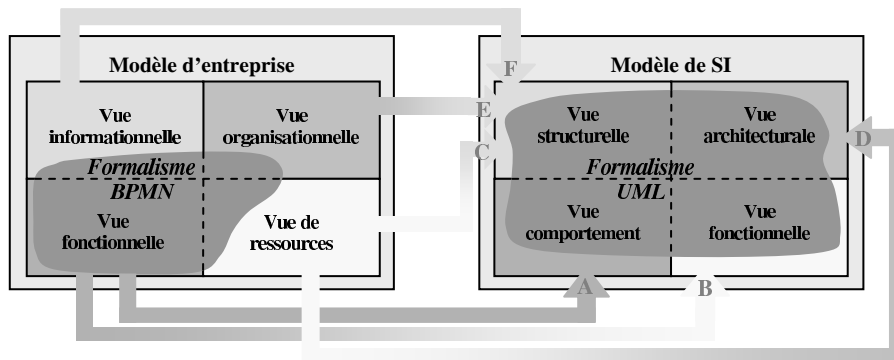 Modèle d’entreprise
Vue
informationnelle
Vue
organisationnelle
Formalisme
BPMN
Vue
fonctionnelle
Vue de
ressources
Modèle de SI
F
E
C
D
Vue
structurelle
Vue
architecturale
Formalisme
UML
Vue
comportement
Vue
fonctionnelle
A
B